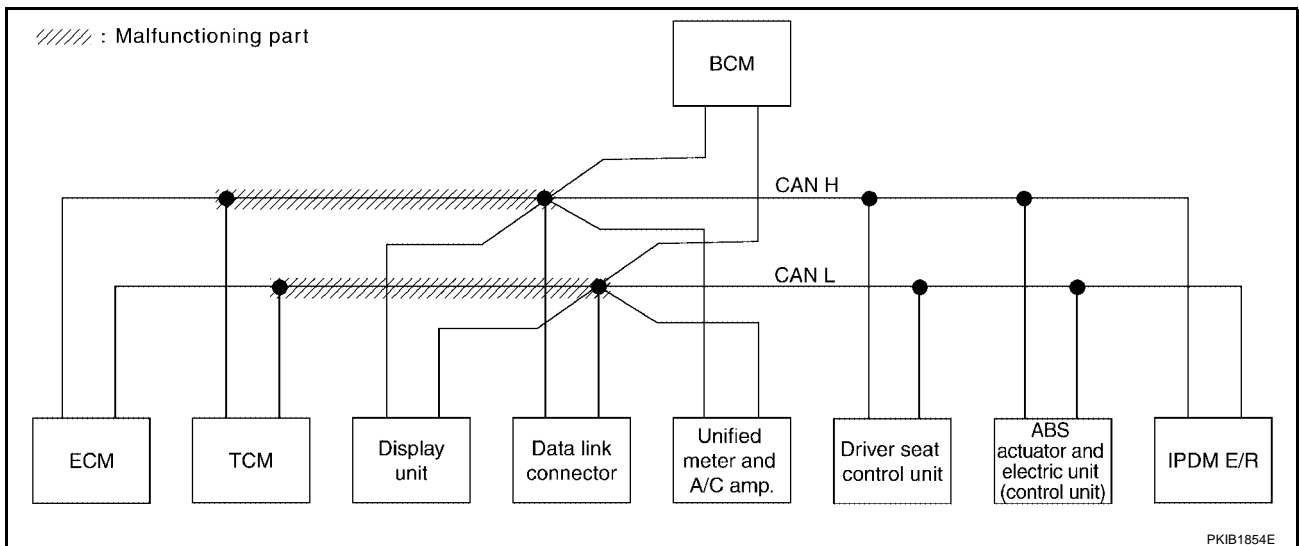 : Malfunctioning part
BCM
CAN H
CAN L
ECM
TCM
Display
unit
Data link
connector
Unified
meter and
A/C amp.
Driver seat
control unit
ABS
actuator and
electric unit
(control unit)
IPDM E/R
PKIB1854E